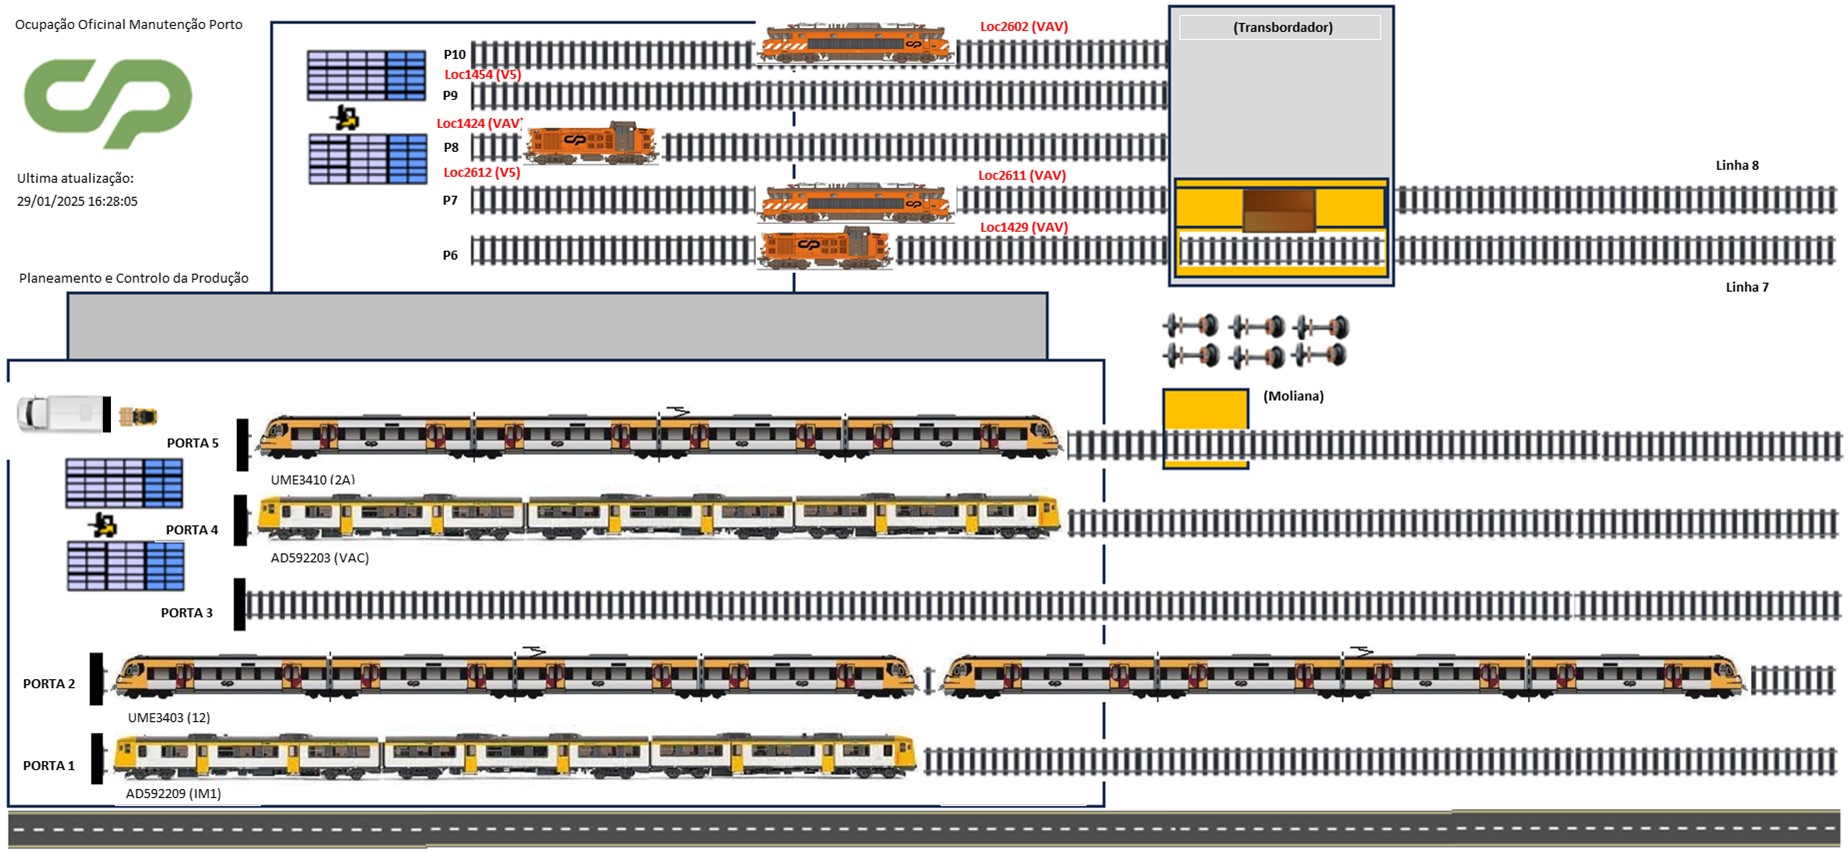 Ocupação Oficinal Manutenção Porto
Ultima atualização:
29/01/2025 16:28:05
Planeamento e Controlo da Produção
Loc2602 (VAV)
(Transbordador)
P10
Loc1454 (V5)
P9
Loc1424 (VAV)
P8
Loc2612 (V5)
Loc2611 (VAV)
Linha 8
P7
Loc1429 (VAV)
P6
Linha 7
(Moliana)
PORTA 5
UME3410 (2A)
PORTA 4
AD592203 (VAC)
PORTA 3
PORTA 2
UME3403 (12)
PORTA 1
AD592209 (IM1)